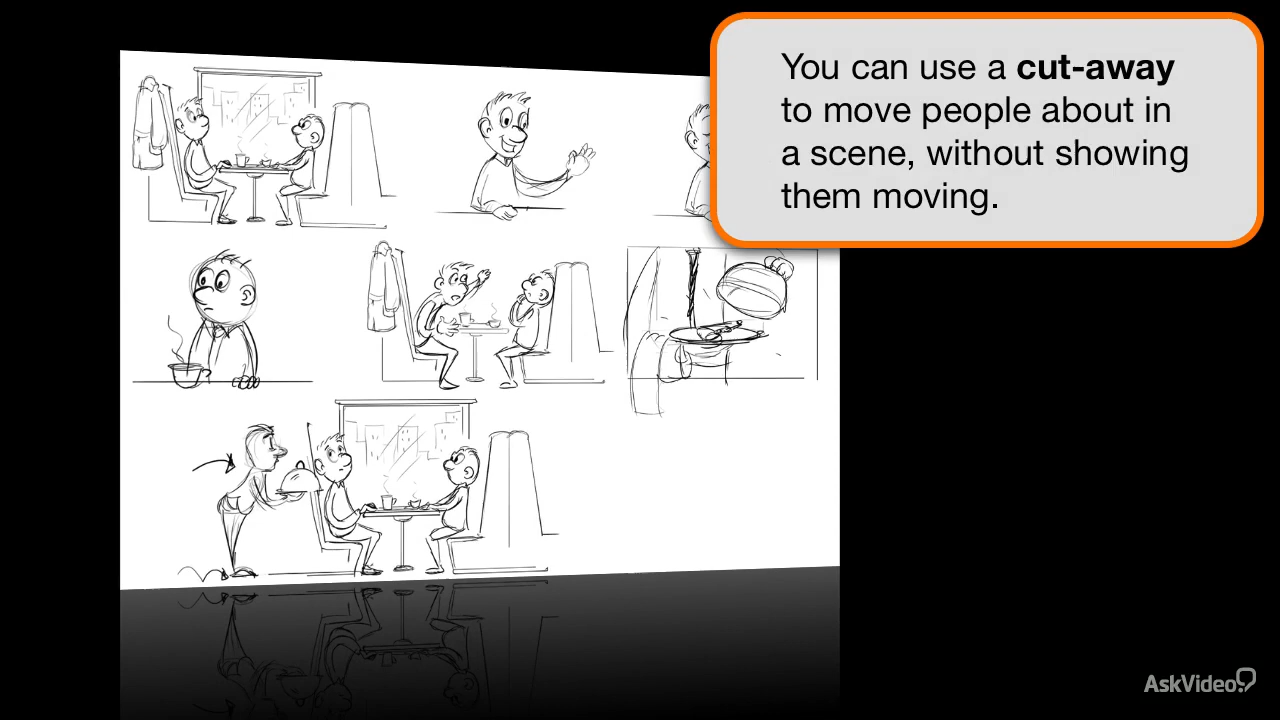 You can use a cut-away
to move people about in
a scene, without showing
them moving.
AskVideo